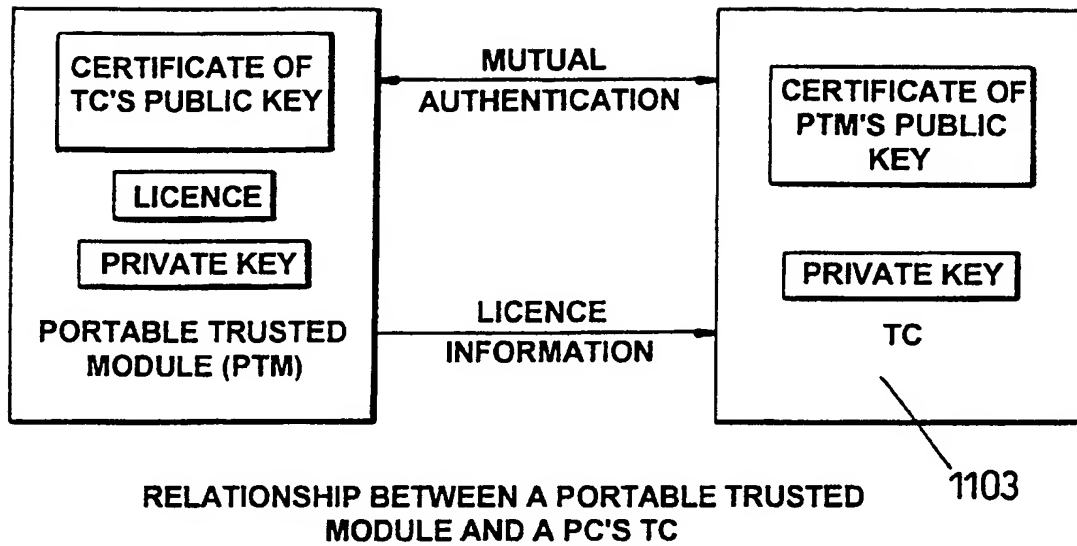 CERTIFICATE OF
TC'S PUBLIC KEY
LICENCE
PRIVATE KEY
PORTABLE TRUSTED
MODULE (PTM)
MUTUAL
AUTHENTICATION
LICENCE
INFORMATION
CERTIFICATE OF
PTM'S PUBLIC
KEY
PRIVATE KEY
TC
1103
RELATIONSHIP BETWEEN A PORTABLE TRUSTED
MODULE AND A PC'S TC